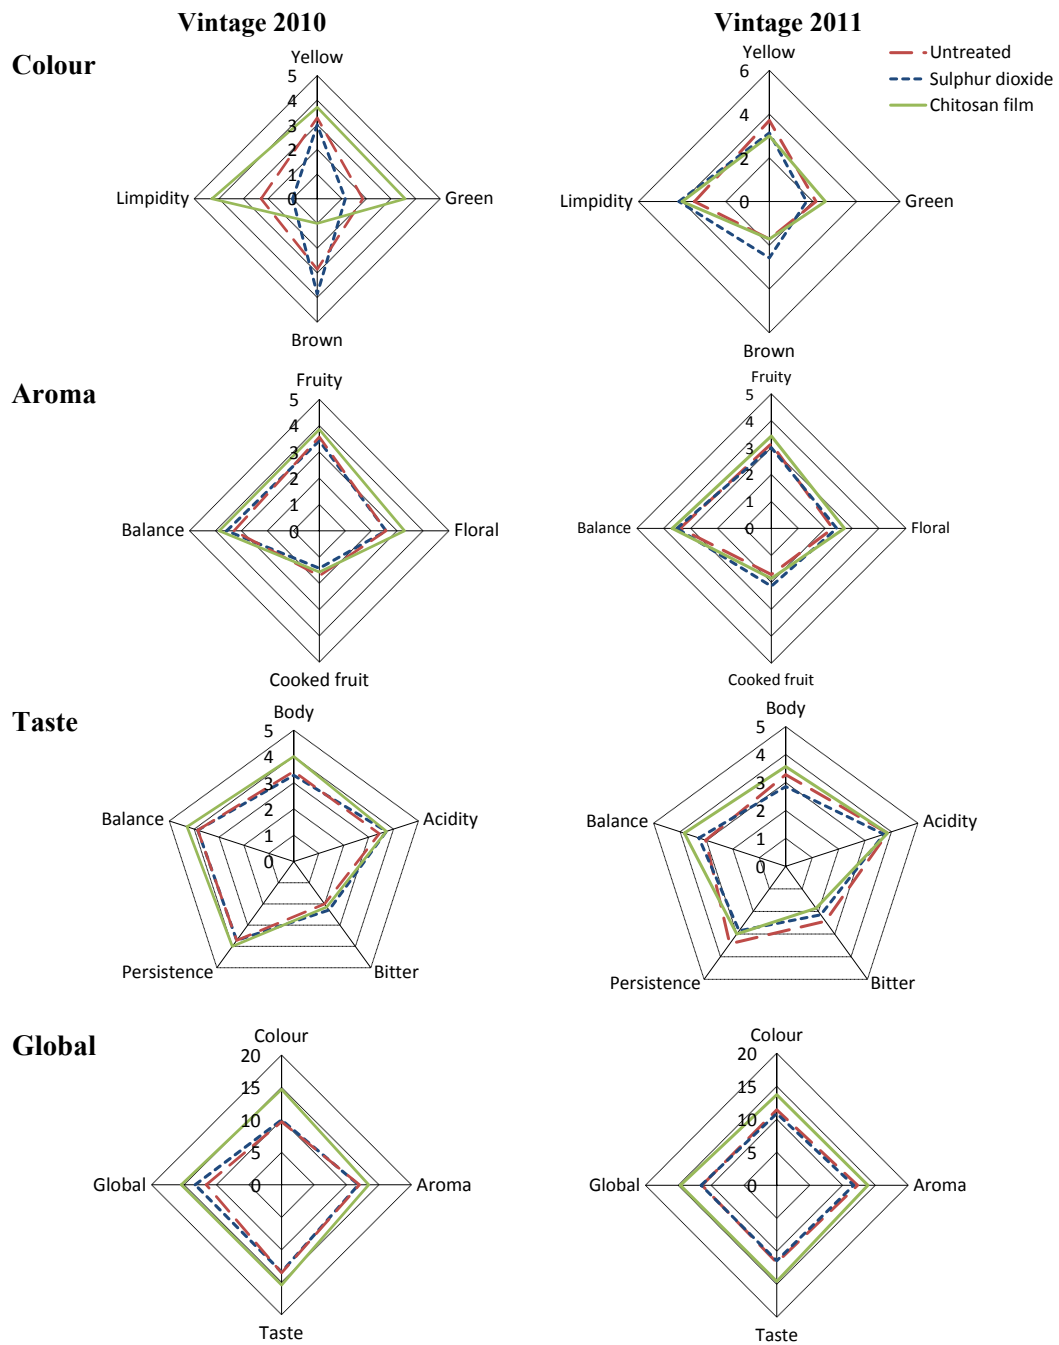 Vintage 2010
Vintage 2011
Colour
Yellow
5
4
3
2
1
0
Limpidity
Green
Brown
Yellow
6
4
2
0
Limpidity
Green
Brown
Untreated
Sulphur dioxide
Chitosan film
Aroma
Fruity
5
4
3
2
1
0
Balance
Floral
Cooked fruit
Fruity
5
4
3
2
1
0
Balance
Floral
Cooked fruit
Taste
Body
5
4
3
2
1
0
Balance
Acidity
Persistence
Bitter
Body
5
4
3
2
1
0
Balance
Acidity
Persistence
Bitter
Global
Colour
20
15
10
5
0
Global
Aroma
Taste
Colour
20
15
10
5
0
Global
Aroma
Taste